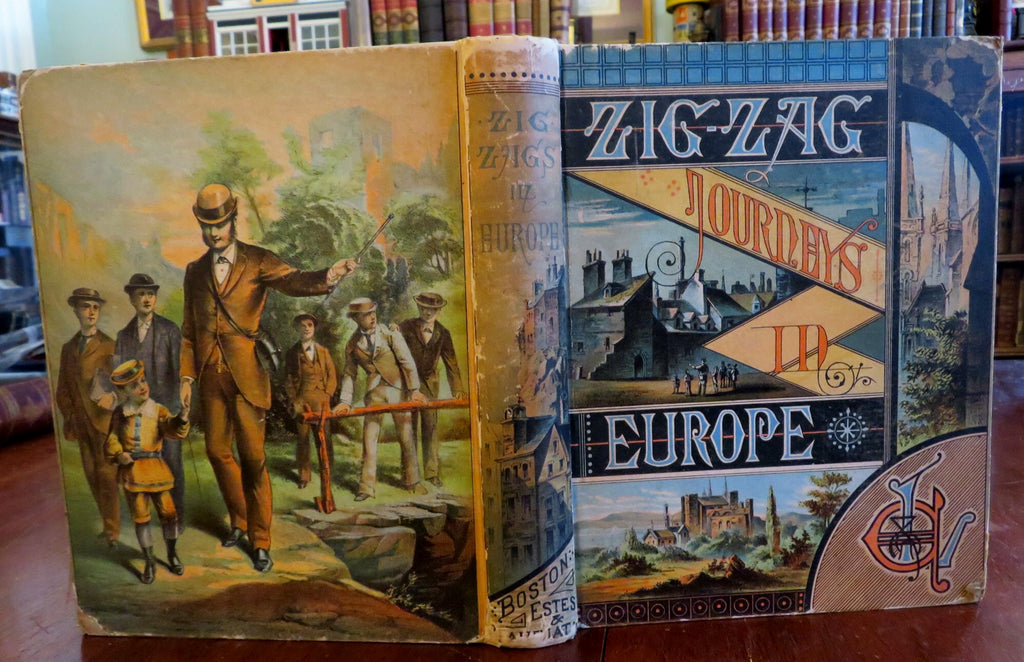 ZIG
ZAGS
IN
EUROPE
BOSTON:
ESTES
&
ZIG-ZAG
JOURNEYS
IN
EUROPE